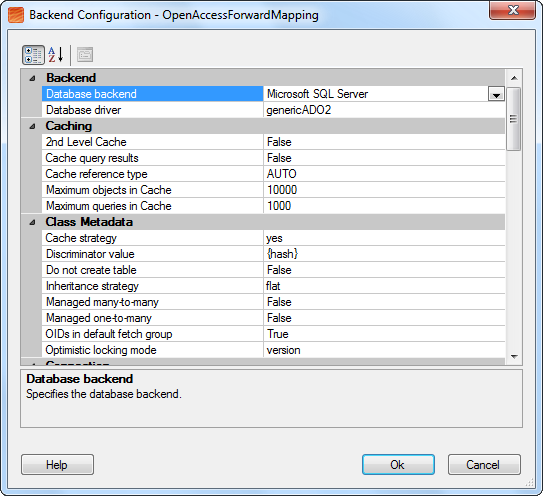 Backend Configuration - OpenAccessForwardMapping
Backend
Database backend Microsoft SQL Server
Database driver genericADO2
Caching
2nd Level Cache False
Cache query results False
Cache reference type AUTO
Maximum objects in Cache 10000
Maximum queries in Cache 1000
Class Metadata
Cache strategy yes
Discriminator value {hash}
Do not create table False
Inheritance strategy flat
Managed many-to-many False
Managed one-to-many False
OIDs in default fetch group True
Optimistic locking mode version
Database backend
Specifies the database backend.
Help Ok Cancel